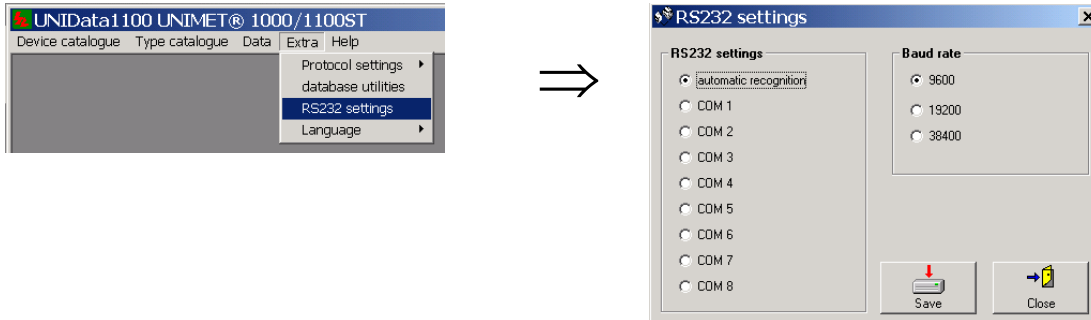 UNIData1100 UNIMET® 1000/1100ST
Device catalogue Type catalogue Data Extra Help
Protocol settings
database utilities
RS232 settings
Language
⇒
RS232 settings
RS232 settings
automatic recognition
COM 1
COM 2
COM 3
COM 4
COM 5
COM 6
COM 7
COM 8
Baud rate
9600
19200
38400
Save
Close